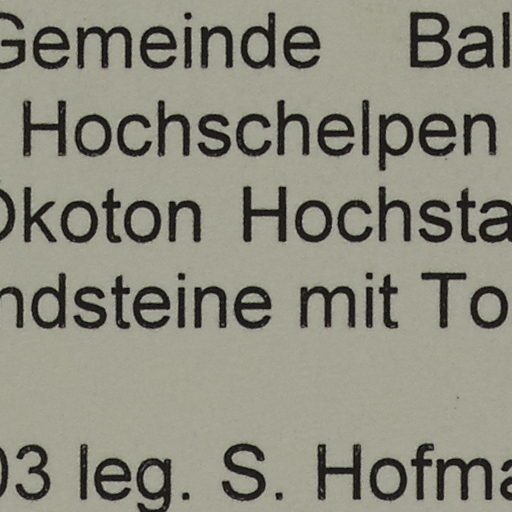 Gemeinde Bal
Hochschelpen
Ökoton Hochsta
ndsteine mit To
03 leg. S. Hofma